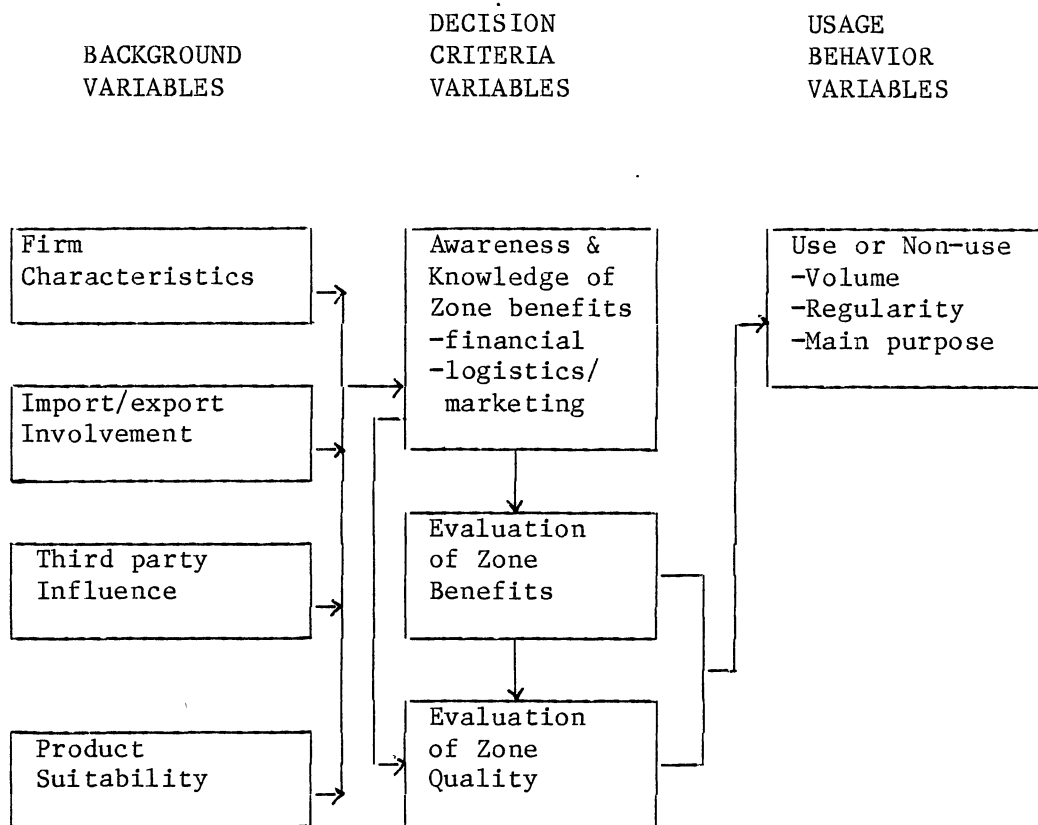 BACKGROUND
VARIABLES
DECISION
CRITERIA
VARIABLES
USAGE
BEHAVIOR
VARIABLES
Firm
Characteristics
Import/export
Involvement
Third party
Influence
Product
Suitability
Awareness &
Knowledge of
Zone benefits
-financial
-logistics/
marketing
Evaluation
of Zone
Benefits
Evaluation
of Zone
Quality
Use or Non-use
-Volume
-Regularity
-Main purpose